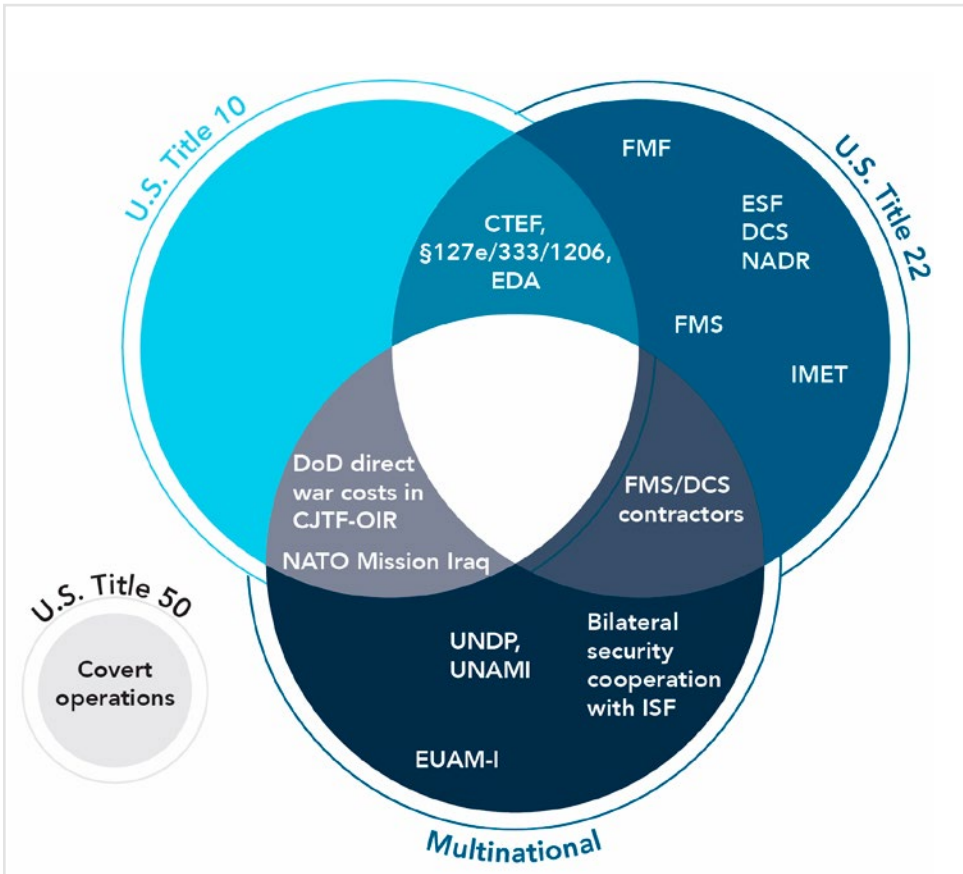 U.S. Title 10
U.S. Title 22
FMF
ESF
DCS
NADR
CTEF,
§127e/333/1206,
EDA
FMS
IMET
DoD direct
war costs in
CJTF-OIR
NATO Mission Iraq
FMS/DCS
contractors
U.S. Title 50
Covert
operations
UNDP,
UNAMI
Bilateral
security
cooperation
with ISF
EUAM-I
Multinational